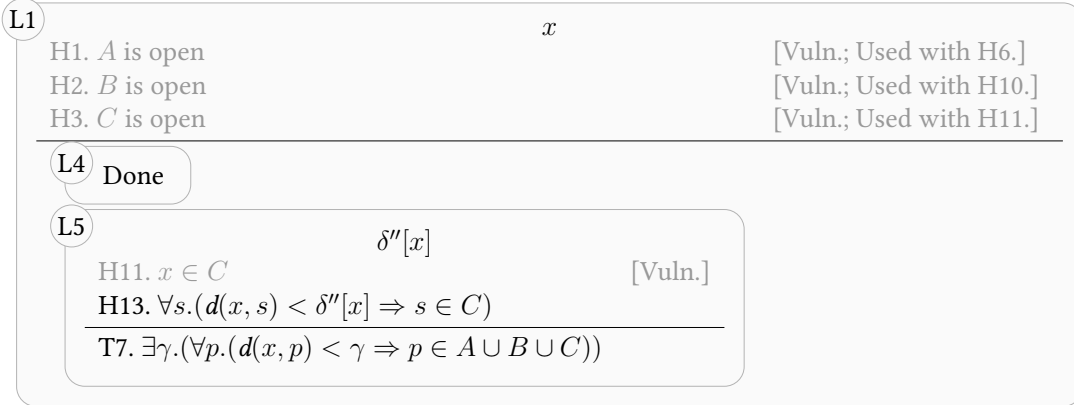 L1
x
H1. A is open [Vuln.; Used with H6.]
H2. B is open [Vuln.; Used with H10.]
H3. C is open [Vuln.; Used with H11.]
L4
Done
L5
δ″[x]
H11. x ∈ C [Vuln.]
H13. ∀s.(d(x, s) < δ″[x] ⇒ s ∈ C)
T7. ∃γ.(∀p.(d(x, p) < γ ⇒ p ∈ A ∪ B ∪ C))